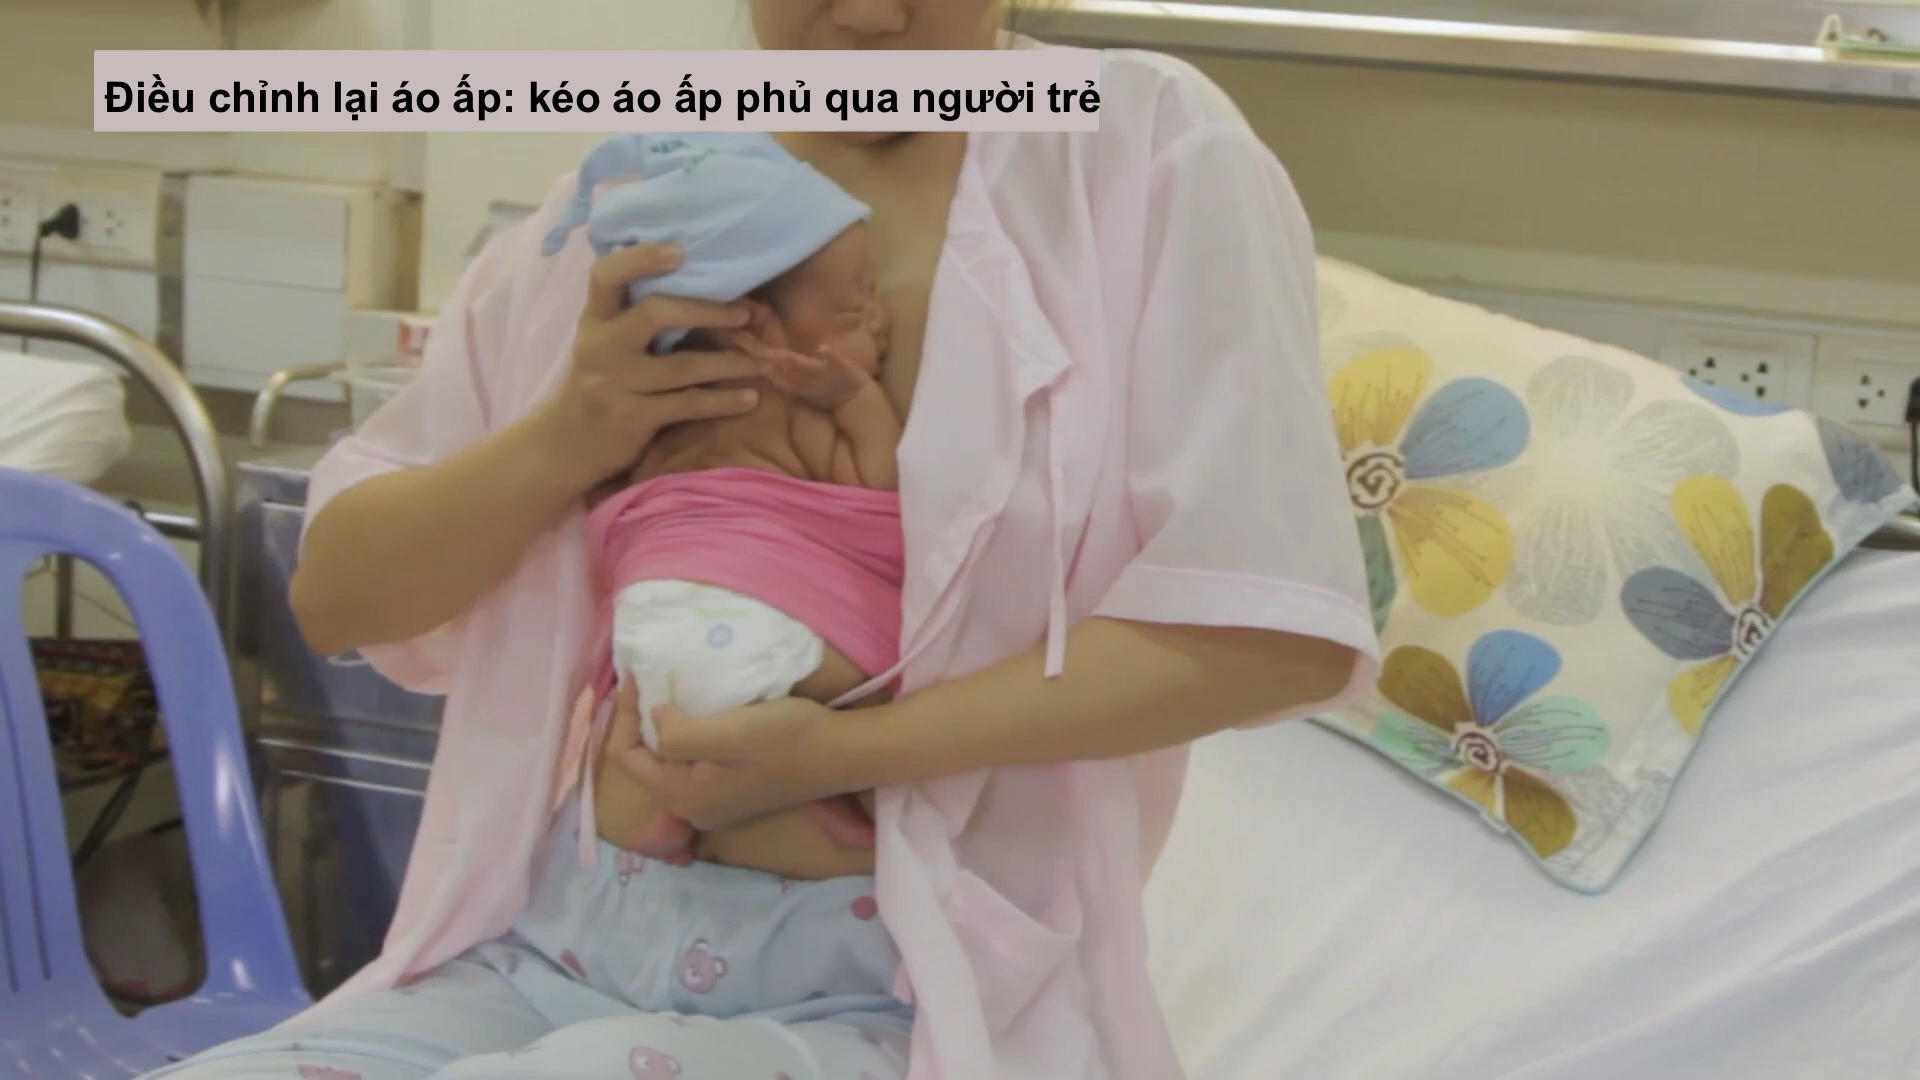 Điều chỉnh lại áo ấp: kéo áo ấp phủ qua người trẻ